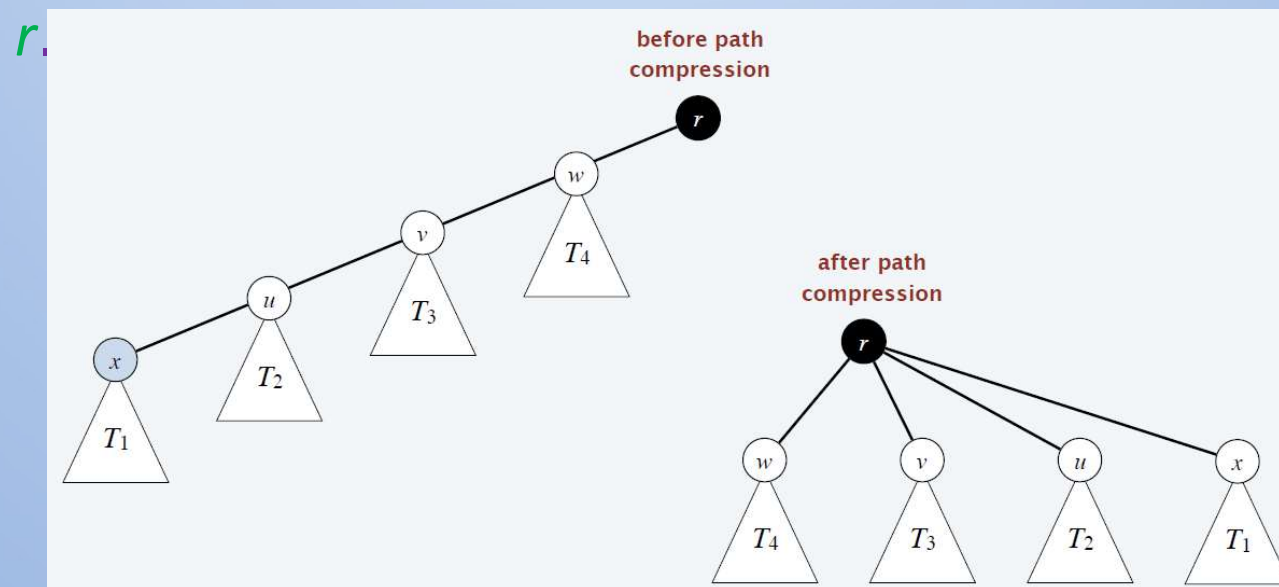 r.
before path
compression
r
w
T4
v
T3
u
T2
x
T1
after path
compression
r
w
v
u
x
T4
T3
T2
T1